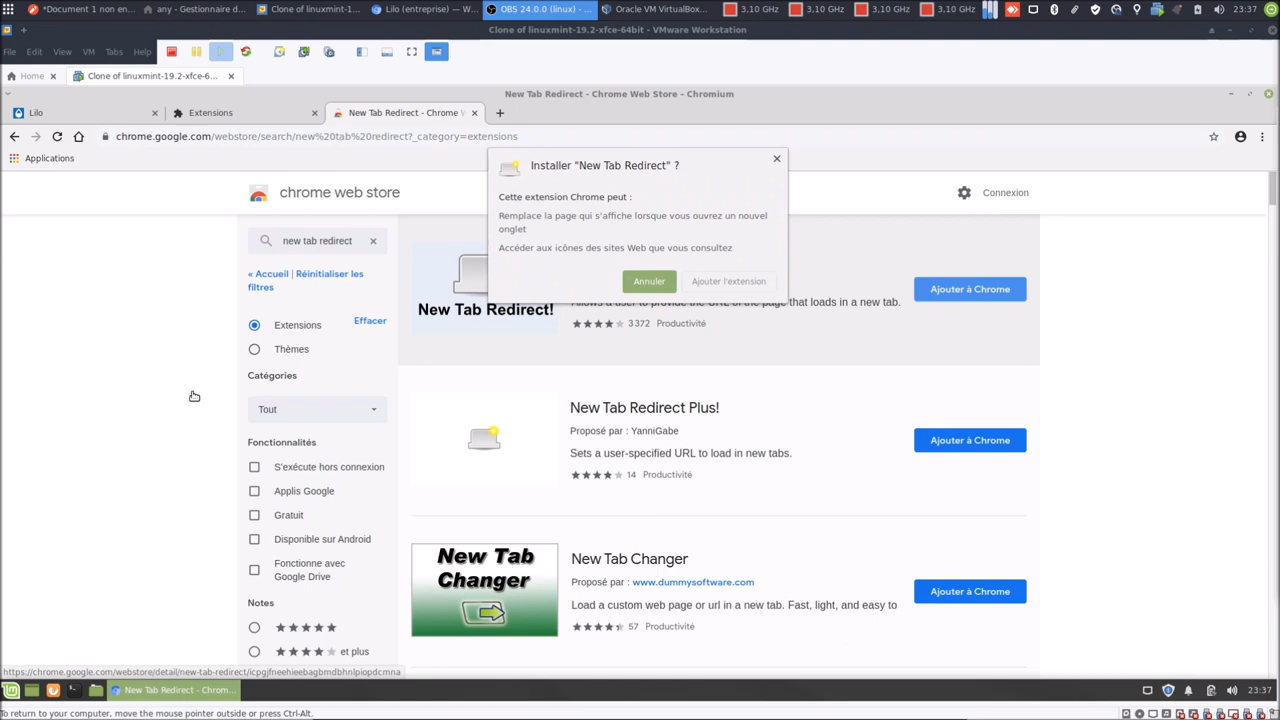 *Document 1 non en...
any - Gestionnaire d...
Clone of linuxmint-1...
Lilo (entreprise) — W...
OBS 24.0.0 (linux) - ...
Oracle VM VirtualBox...
3,10 GHz
3,10 GHz
3,10 GHz
3,10 GHz
23:37
Clone of linuxmint-19.2-xfce-64bit - VMware Workstation
File Edit View VM Tabs Help
Home
Clone of linuxmint-19.2-xfce-6...
New Tab Redirect - Chrome Web Store - Chromium
Lilo
Extensions
New Tab Redirect - Chrome W
chrome.google.com/webstore/search/new%20tab%20redirect?_category=extensions
Applications
chrome web store
Connexion
Installer "New Tab Redirect" ?
Cette extension Chrome peut :
Remplace la page qui s'affiche lorsque vous ouvrez un nouvel
onglet
Accéder aux icônes des sites Web que vous consultez
Annuler
Ajouter l'extension
new tab redirect
« Accueil | Réinitialiser les
filtres
Extensions
Effacer
Thèmes
Catégories
Tout
Fonctionnalités
S'exécute hors connexion
Applis Google
Gratuit
Disponible sur Android
Fonctionne avec
Google Drive
Notes
et plus
New Tab Redirect!
Allows a user to provide the URL of the page that loads in a new tab.
3 372 Productivité
Ajouter à Chrome
New Tab Redirect Plus!
Proposé par : YanniGabe
Sets a user-specified URL to load in new tabs.
14 Productivité
Ajouter à Chrome
New Tab
Changer
New Tab Changer
Proposé par : www.dummysoftware.com
Load a custom web page or url in a new tab. Fast, light, and easy to
57 Productivité
Ajouter à Chrome
https://chrome.google.com/webstore/detail/new-tab-redirect/icpgjfneehieebagbmdbhnlpiopdcmna
New Tab Redirect - Chrom...
23:37
To return to your computer, move the mouse pointer outside or press Ctrl-Alt.